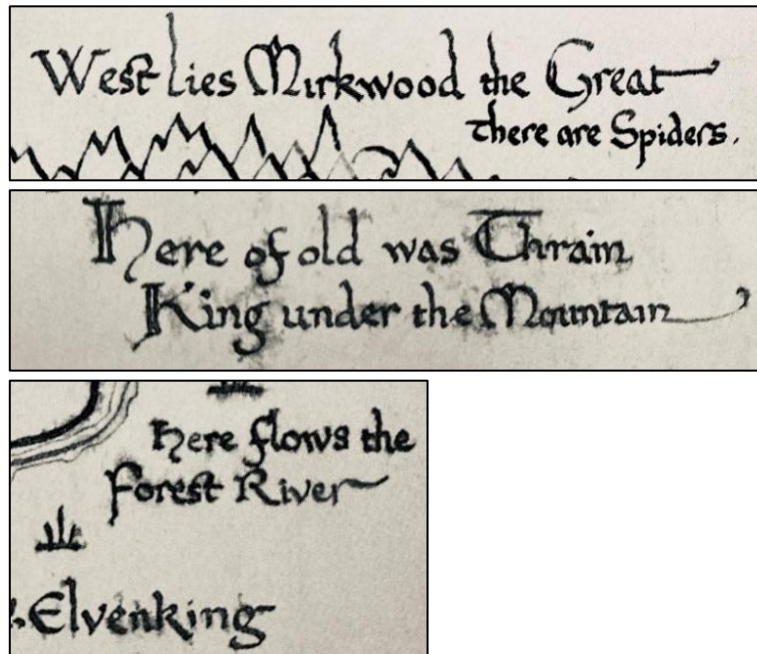 West lies Mirkwood the Great
there are Spiders.
Here of old was Thrain
King under the Mountain
Here flows the
Forest River
Elvenking